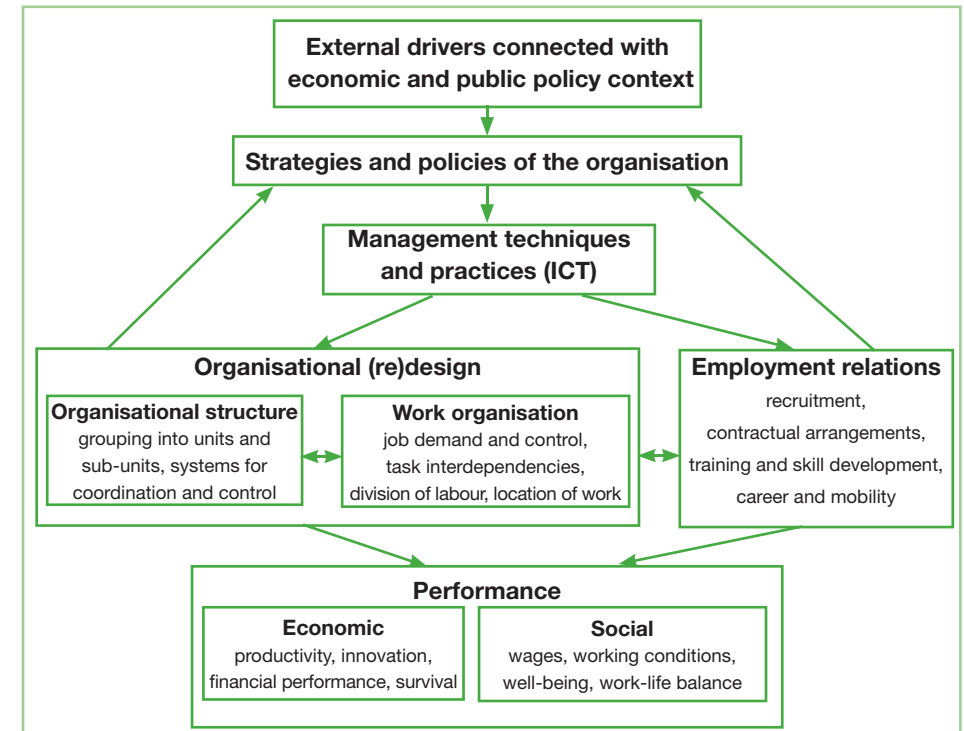 External drivers connected with
economic and public policy context
Strategies and policies of the organisation
Management techniques
and practices (ICT)
Organisational (re)design
Organisational structure
grouping into units and
sub-units, systems for
coordination and control
Work organisation
job demand and control,
task interdependencies,
division of labour, location of work
Employment relations
recruitment,
contractual arrangements,
training and skill development,
career and mobility
Performance
Economic
productivity, innovation,
financial performance, survival
Social
wages, working conditions,
well-being, work-life balance